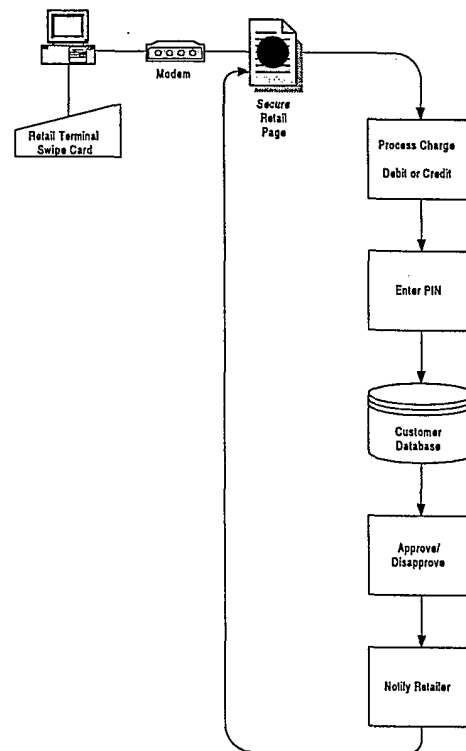 Modem
Secure
Retail
Page
Retail Terminal
Swipe Card
Process Charge
Debit or Credit
Enter PIN
Customer
Database
Approve/
Disapprove
Notify Retailer